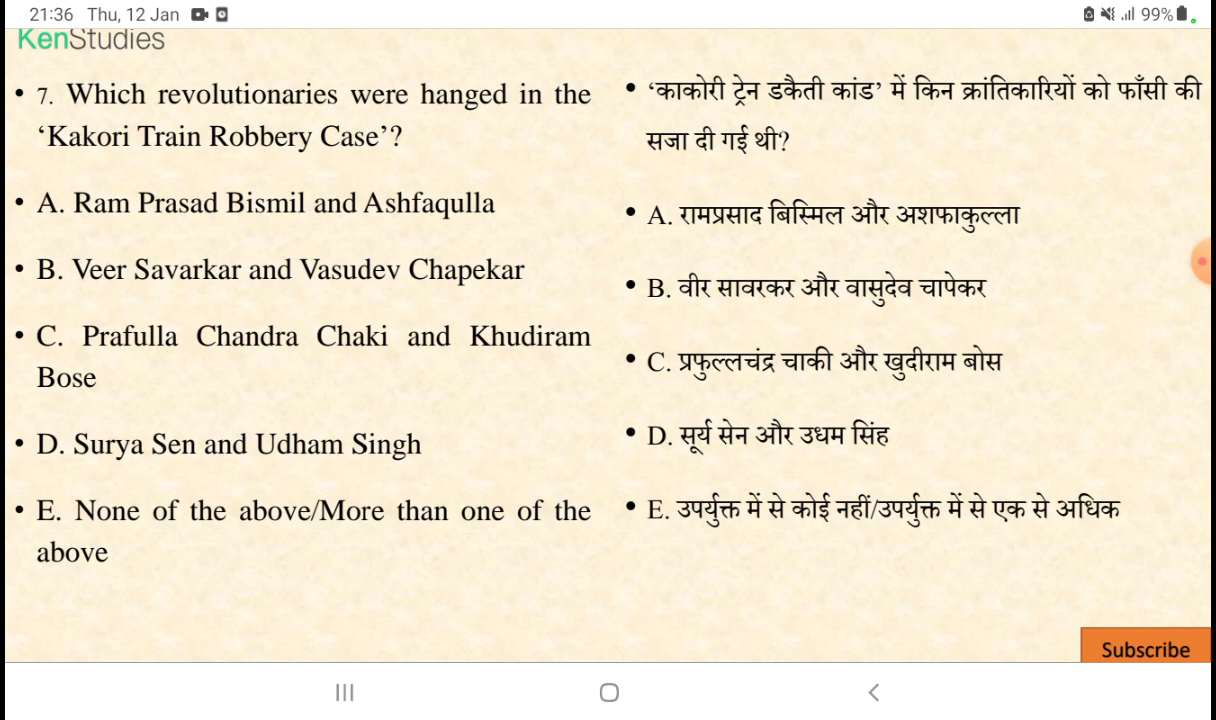 21:36 Thu, 12 Jan
99%
KenStudies
• 7. Which revolutionaries were hanged in the
‘Kakori Train Robbery Case’?
• A. Ram Prasad Bismil and Ashfaqulla
• B. Veer Savarkar and Vasudev Chapekar
• C. Prafulla Chandra Chaki and Khudiram
Bose
• D. Surya Sen and Udham Singh
• E. None of the above/More than one of the
above
• ‘काकोरी ट्रेन डकैती कांड’ में किन क्रांतिकारियों को फाँसी की
सजा दी गई थी?
• A. रामप्रसाद बिस्मिल और अशफाकुल्ला
• B. वीर सावरकर और वासुदेव चापेकर
• C. प्रफुल्लचंद्र चाकी और खुदीराम बोस
• D. सूर्य सेन और उधम सिंह
• E. उपर्युक्त में से कोई नहीं/उपर्युक्त में से एक से अधिक
Subscribe